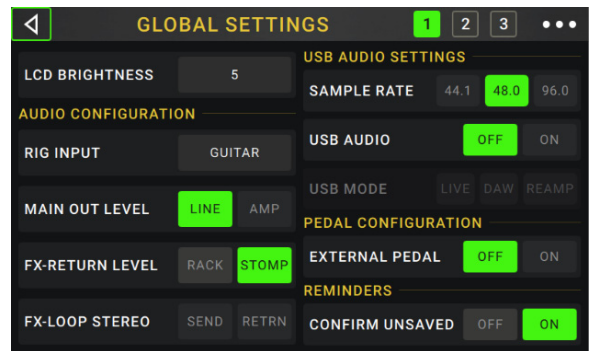 GLOBAL SETTINGS 1 2 3
LCD BRIGHTNESS 5
AUDIO CONFIGURATION
RIG INPUT GUITAR
MAIN OUT LEVEL LINE AMP
FX-RETURN LEVEL RACK STOMP
FX-LOOP STEREO SEND RETRN
USB AUDIO SETTINGS
SAMPLE RATE 44.1 48.0 96.0
USB AUDIO OFF ON
USB MODE LIVE DAW REAMP
PEDAL CONFIGURATION
EXTERNAL PEDAL OFF ON
REMINDERS
CONFIRM UNSAVED OFF ON